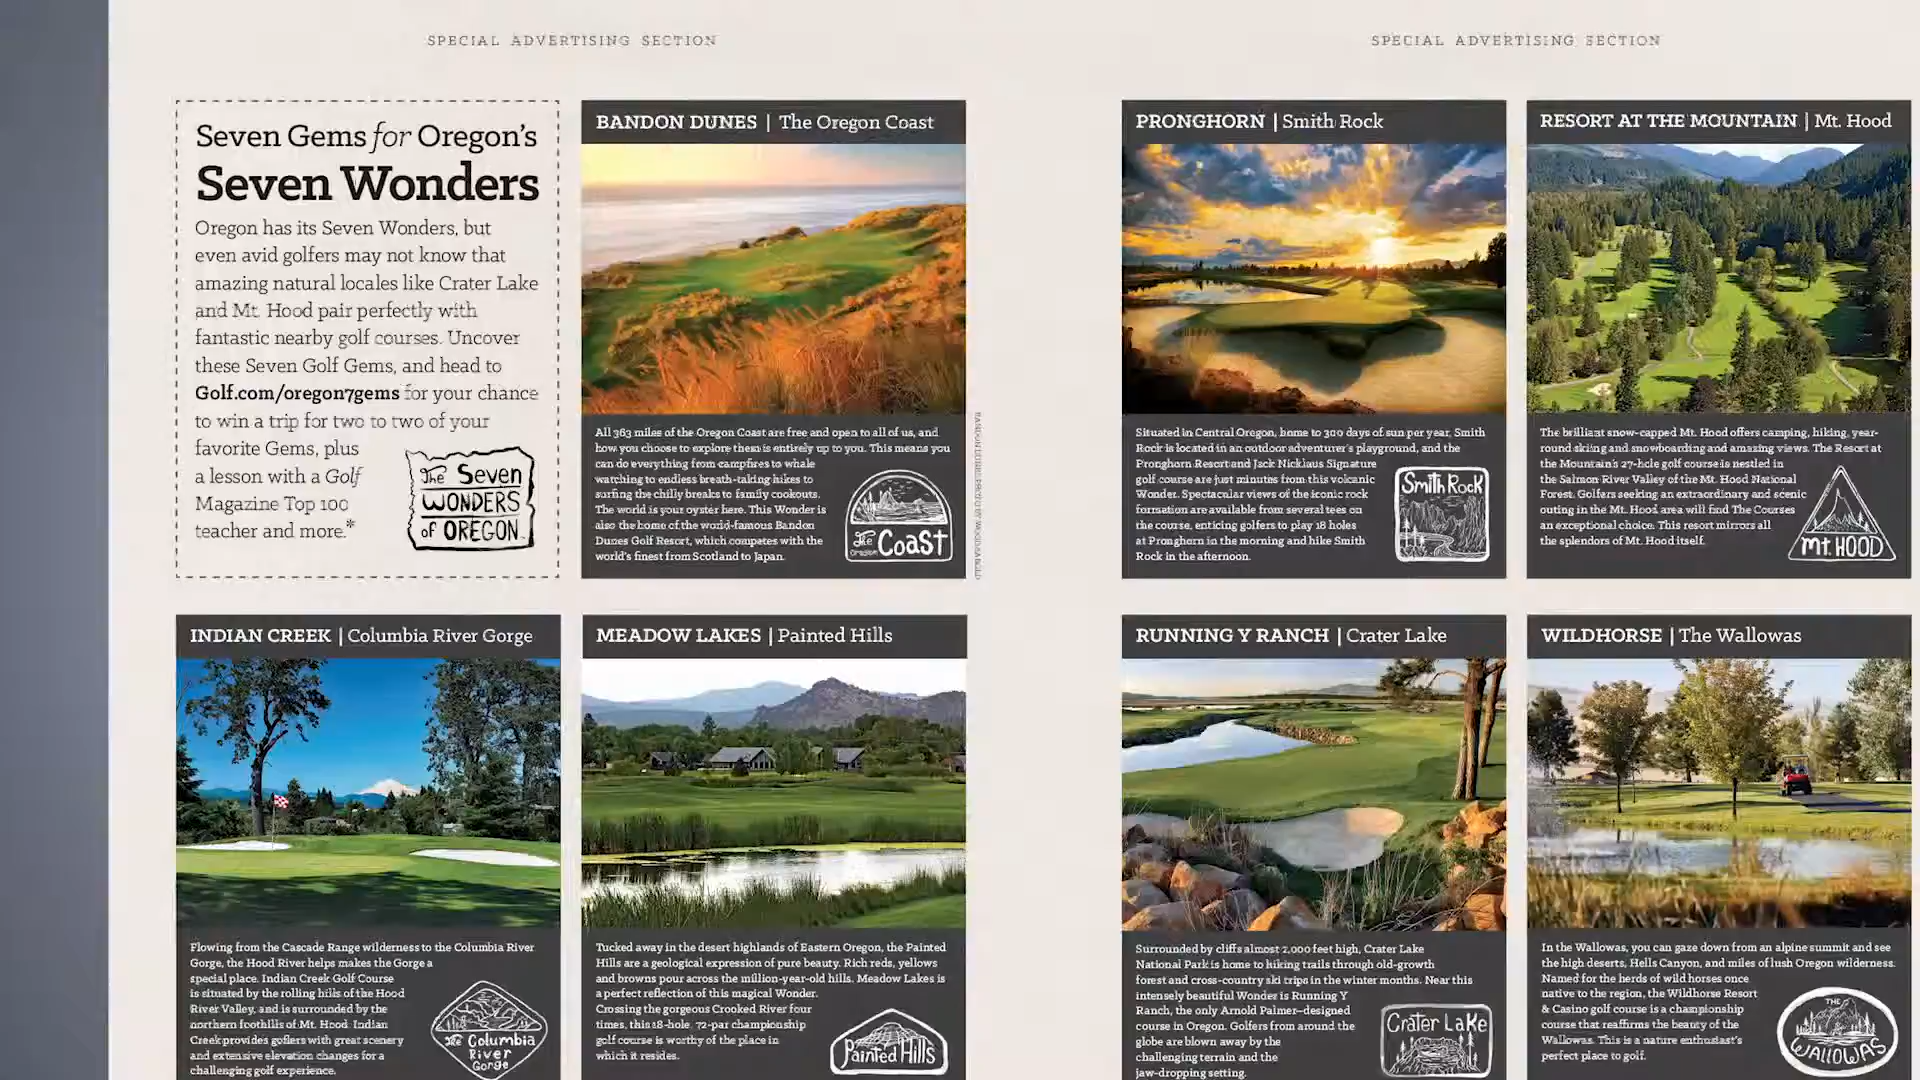 SPECIAL ADVERTISING SECTION
SPECIAL ADVERTISING SECTION
Seven Gems for Oregon's
Seven Wonders
Oregon has its Seven Wonders, but
even avid golfers may not know that
amazing natural locales like Crater Lake
and Mt. Hood pair perfectly with
fantastic nearby golf courses. Uncover
these Seven Golf Gems, and head to
Golf.com/oregon7gems for your chance
to win a trip for two to two of your
favorite Gems, plus
a lesson with a Golf
Magazine Top 100
teacher and more.*
The Seven
WONDERS
of OREGON
BANDON DUNES | The Oregon Coast
All 363 miles of the Oregon Coast are free and open to all of us, and
how you choose to explore them is entirely up to you. This means you
can do everything from campfires to whale
watching to endless breath-taking hikes to
surfing the chilly breaks to family cookouts.
The world is your oyster here. This Wonder is
also the home of the world-famous Bandon
Dunes Golf Resort, which competes with the
world's finest from Scotland to Japan.
The Oregon Coast
PRONGHORN | Smith Rock
Situated in Central Oregon, home to 300 days of sun per year, Smith
Rock is located in an outdoor adventurer's playground, and the
Pronghorn Resort and Jack Nicklaus Signature
golf course are just minutes from this volcanic
Wonder. Spectacular views of the iconic rock
formation are available from several tees on
the course, enticing golfers to play 18 holes
at Pronghorn in the morning and hike Smith
Rock in the afternoon.
Smith Rock
RESORT AT THE MOUNTAIN | Mt. Hood
The brilliant snow-capped Mt. Hood offers camping, hiking, year-
round skiing and snowboarding and amazing views. The Resort at
the Mountain's 27-hole golf course is nestled in
the Salmon River Valley of the Mt. Hood National
Forest. Golfers seeking an extraordinary and scenic
outing in the Mt. Hood area will find The Courses
an exceptional choice. This resort mirrors all
the splendors of Mt. Hood itself.
Mt. HOOD
INDIAN CREEK | Columbia River Gorge
Flowing from the Cascade Range wilderness to the Columbia River
Gorge, the Hood River helps makes the Gorge a
special place. Indian Creek Golf Course
is situated by the rolling hills of the Hood
River Valley, and is surrounded by the
northern foothills of Mt. Hood. Indian
Creek provides golfers with great scenery
and extensive elevation changes for a
challenging golf experience.
The Columbia
River
Gorge
MEADOW LAKES | Painted Hills
Tucked away in the desert highlands of Eastern Oregon, the Painted
Hills are a geological expression of pure beauty. Rich reds, yellows
and browns pour across the million-year-old hills. Meadow Lakes is
a perfect reflection of this magical Wonder.
Crossing the gorgeous Crooked River four
times, this 18-hole, 72-par championship
golf course is worthy of the place in
which it resides.
Painted Hills
RUNNING Y RANCH | Crater Lake
Surrounded by cliffs almost 2,000 feet high, Crater Lake
National Park is home to hiking trails through old-growth
forest and cross-country ski trips in the winter months. Near this
intensely beautiful Wonder is Running Y
Ranch, the only Arnold Palmer–designed
course in Oregon. Golfers from around the
globe are blown away by the
challenging terrain and the
jaw-dropping setting.
Crater Lake
WILDHORSE | The Wallowas
In the Wallowas, you can gaze down from an alpine summit and see
the high deserts, Hells Canyon, and miles of lush Oregon wilderness.
Named for the herds of wild horses once
native to the region, the Wildhorse Resort
& Casino golf course is a championship
course that reaffirms the beauty of the
Wallowas. This is a nature enthusiast's
perfect place to golf.
THE
WALLOWAS